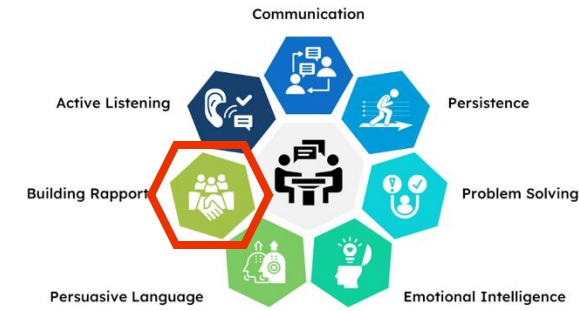 Communication
Active Listening
Persistence
Building Rapport
Problem Solving
Persuasive Language
Emotional Intelligence